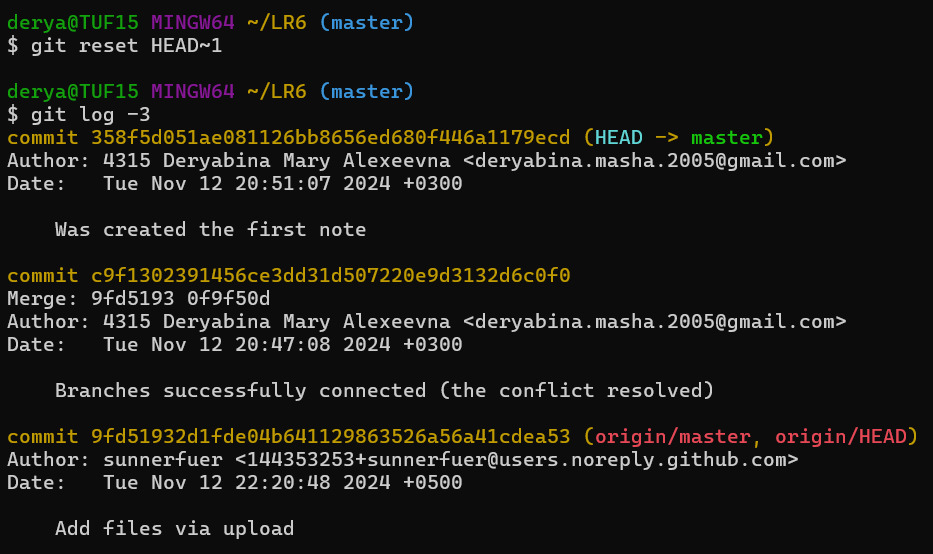 derya@TUF15 MINGW64 ~/LR6 (master)
$ git reset HEAD~1
derya@TUF15 MINGW64 ~/LR6 (master)
$ git log -3
commit 358f5d051ae081126bb8656ed680f446a1179ecd (HEAD -> master)
Author: 4315 Deryabina Mary Alexeevna <deryabina.masha.2005@gmail.com>
Date:   Tue Nov 12 20:51:07 2024 +0300
    Was created the first note
commit c9f1302391456ce3dd31d507220e9d3132d6c0f0
Merge: 9fd5193 0f9f50d
Author: 4315 Deryabina Mary Alexeevna <deryabina.masha.2005@gmail.com>
Date:   Tue Nov 12 20:47:08 2024 +0300
    Branches successfully connected (the conflict resolved)
commit 9fd51932d1fde04b641129863526a56a41cdea53 (origin/master, origin/HEAD)
Author: sunnerfuer <144353253+sunnerfuer@users.noreply.github.com>
Date:   Tue Nov 12 22:20:48 2024 +0500
    Add files via upload